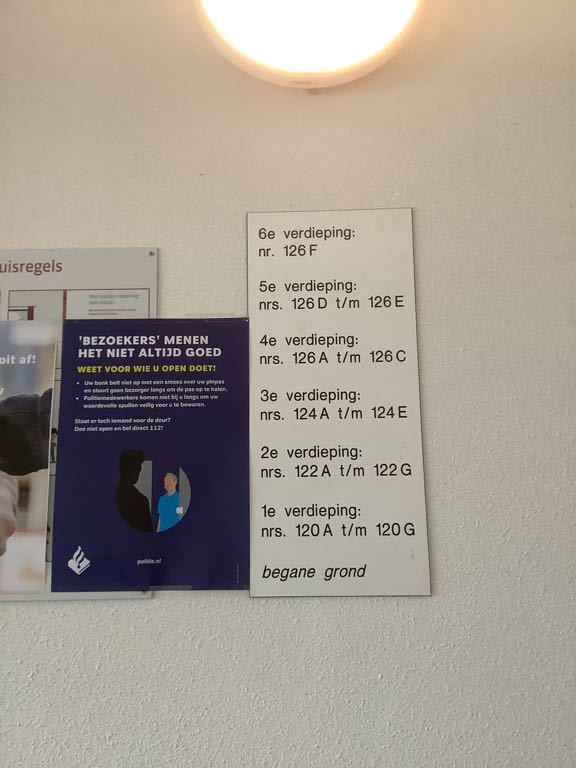 uisregels
oit af!
'BEZOEKERS' MENEN
HET NIET ALTIJD GOED
WEET VOOR WIE U OPEN DOET!
• Uw bank belt niet op met een smoes over uw pinpas
en stuurt geen bezorger langs om de pas op te halen.
• Politiemedewerkers komen niet bij u langs om uw
waardevolle spullen veilig voor u te bewaren.
Staat er toch iemand voor de deur?
Doe niet open en bel direct 112!
politie.nl
6e verdieping:
nr. 126 F
5e verdieping:
nrs. 126 D t/m 126 E
4e verdieping:
nrs. 126 A t/m 126 C
3e verdieping:
nrs. 124 A t/m 124 E
2e verdieping:
nrs. 122 A t/m 122 G
1e verdieping:
nrs. 120 A t/m 120 G
begane grond